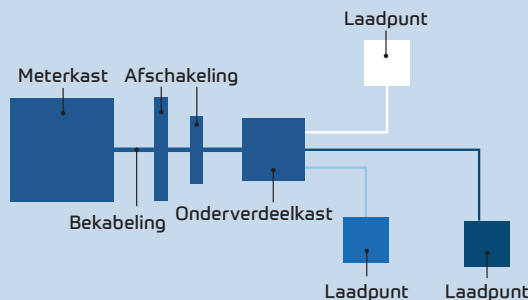 Laadpunt
Meterkast
Afschakeling
Bekabeling
Onderverdeelkast
Laadpunt
Laadpunt